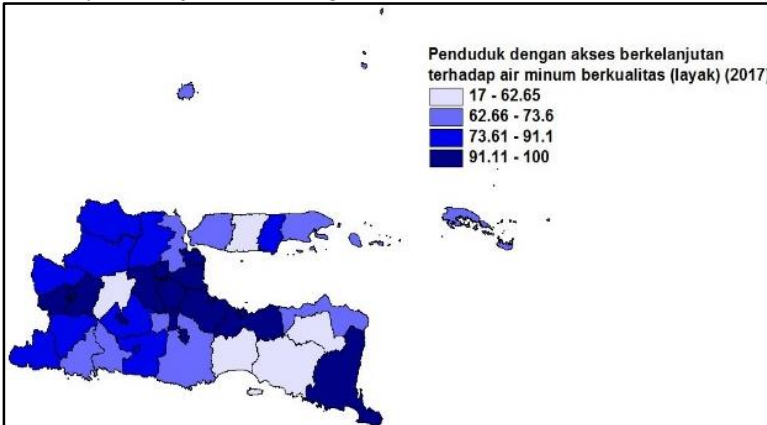 Penduduk dengan akses berkelanjutan
terhadap air minum berkualitas (layak) (2017)
17 - 62.65
62.66 - 73.6
73.61 - 91.1
91.11 - 100